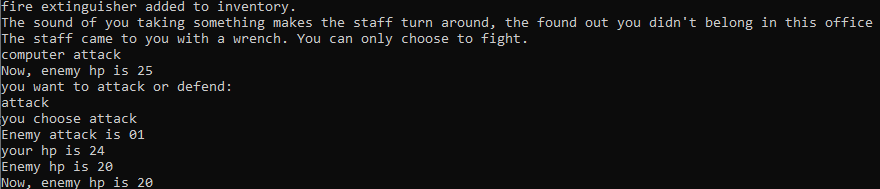 fire extinguisher added to inventory.
The sound of you taking something makes the staff turn around, the found out you didn't belong in this office
The staff came to you with a wrench. You can only choose to fight.
computer attack
Now, enemy hp is 25
you want to attack or defend:
attack
you choose attack
Enemy attack is 01
your hp is 24
Enemy hp is 20
Now, enemy hp is 20